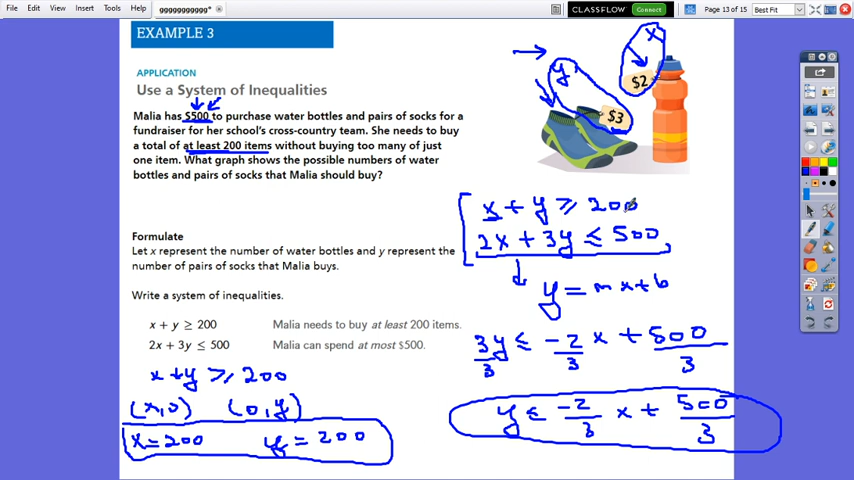 File Edit View Insert Tools Help
gggggggggggg*
CLASSFLOW
Page 13 of 15
Best Fit
EXAMPLE 3
APPLICATION
Use a System of Inequalities
Malia has $500 to purchase water bottles and pairs of socks for a
fundraiser for her school's cross-country team. She needs to buy
a total of at least 200 items without buying too many of just
one item. What graph shows the possible numbers of water
bottles and pairs of socks that Malia should buy?
x
y
$2
$3
x + y ≥ 200
2x + 3y ≤ 500
y = mx + b
3y/3 ≤ -2/3 x + 500/3
y ≤ -2/3 x + 500/3
Formulate
Let x represent the number of water bottles and y represent the
number of pairs of socks that Malia buys.
Write a system of inequalities.
x + y ≥ 200 Malia needs to buy at least 200 items.
2x + 3y ≤ 500 Malia can spend at most $500.
x + y ≥ 200
(x,0) (0,y)
x = 200 y = 200